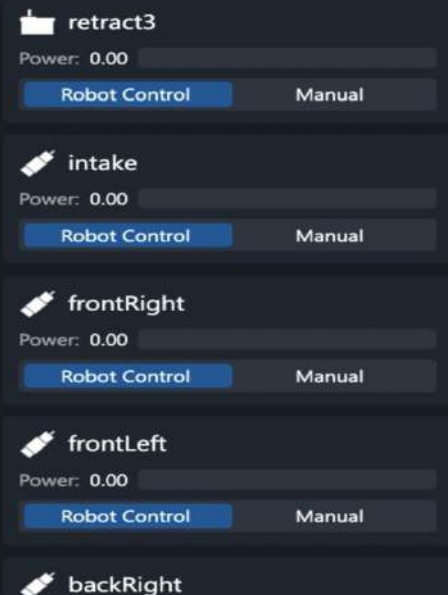 retract3
Power: 0.00
Robot Control Manual
intake
Power: 0.00
Robot Control Manual
frontRight
Power: 0.00
Robot Control Manual
frontLeft
Power: 0.00
Robot Control Manual
backRight